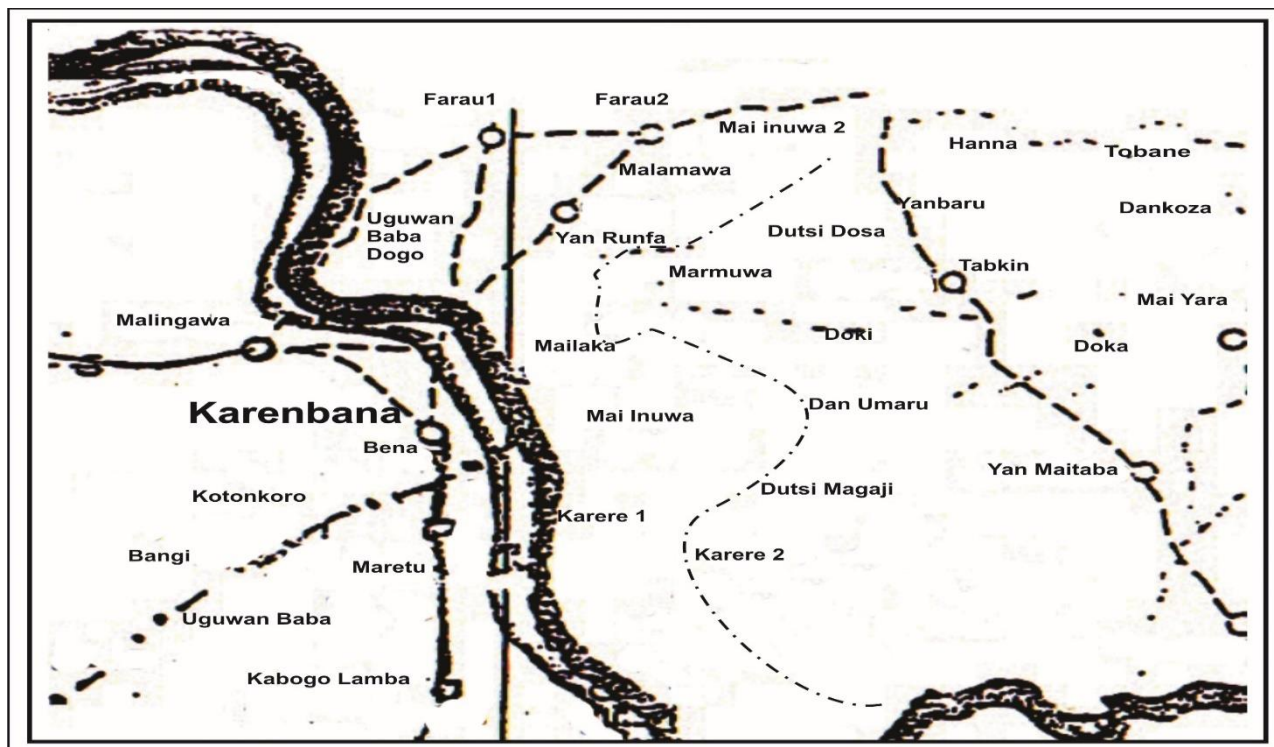 Farau1
Farau2
Mai inuwa 2
Hanna
Tobane
Malamawa
Uguwan
Baba
Dogo
Yanbaru
Dankoza
Yan Runfa
Dutsi Dosa
Marmuwa
Tabkin
Mai Yara
Malingawa
Mailaka
Doki
Doka
Karenbana
Mai Inuwa
Dan Umaru
Bena
Yan Maitaba
Kotonkoro
Dutsi Magaji
Karere 1
Bangi
Maretu
Karere 2
Uguwan Baba
Kabogo Lamba